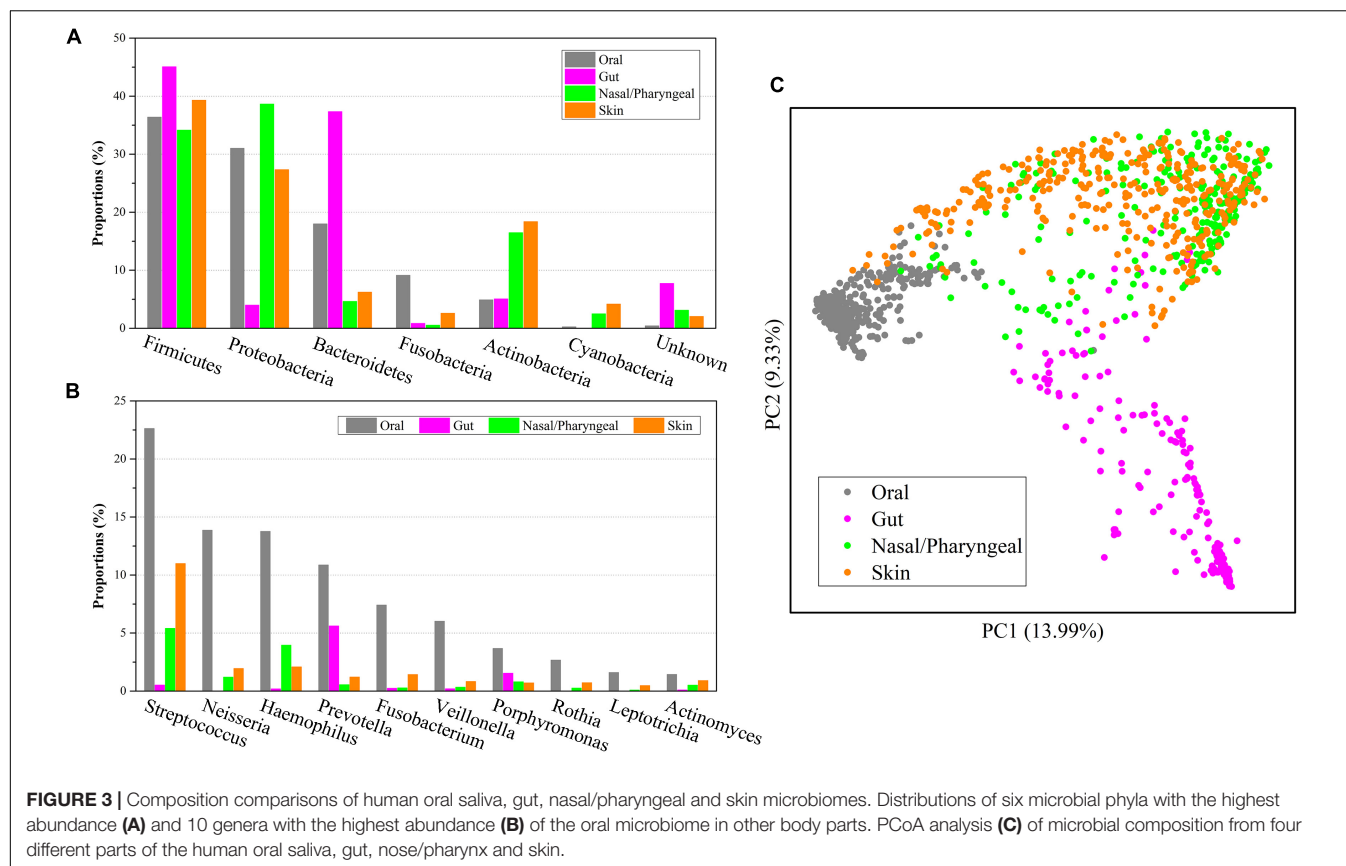 A
50
40
30
20
10
0
Proportions (%)
Oral
Gut
Nasal/Pharyngeal
Skin
Firmicutes
Proteobacteria
Bacteroidetes
Fusobacteria
Actinobacteria
Cyanobacteria
Unknown
B
25
20
15
10
5
0
Proportions (%)
Oral Gut Nasal/Pharyngeal Skin
Streptococcus
Neisseria
Haemophilus
Prevotella
Fusobacterium
Veillonella
Porphyromonas
Rothia
Leptotrichia
Actinomyces
C
PC2 (9.33%)
Oral
Gut
Nasal/Pharyngeal
Skin
PC1 (13.99%)
FIGURE 3 | Composition comparisons of human oral saliva, gut, nasal/pharyngeal and skin microbiomes. Distributions of six microbial phyla with the highest
abundance (A) and 10 genera with the highest abundance (B) of the oral microbiome in other body parts. PCoA analysis (C) of microbial composition from four
different parts of the human oral saliva, gut, nose/pharynx and skin.